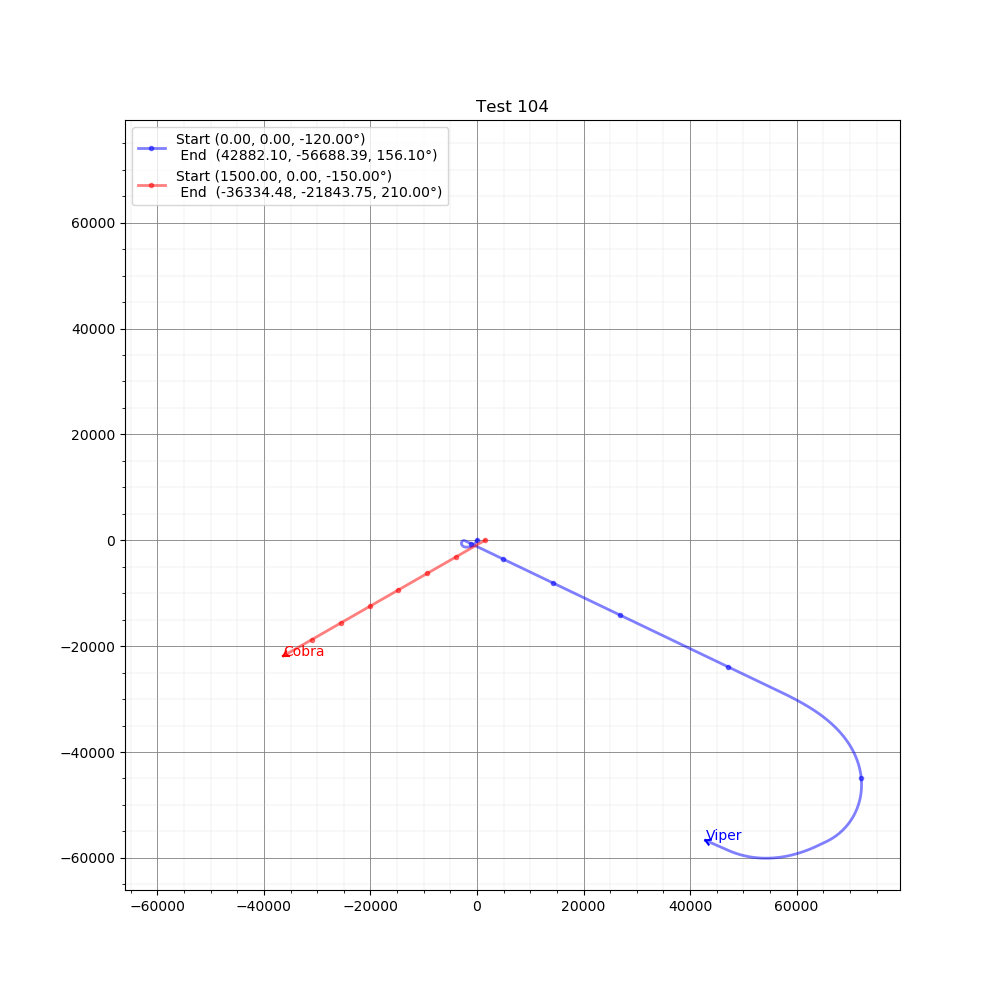 Test 104
Start (0.00, 0.00, -120.00°)
End (42882.10, -56688.39, 156.10°)
Start (1500.00, 0.00, -150.00°)
End (-36334.48, -21843.75, 210.00°)
60000
40000
20000
0
−20000
−40000
−60000
Cobra
Viper
−60000 −40000 −20000 0 20000 40000 60000